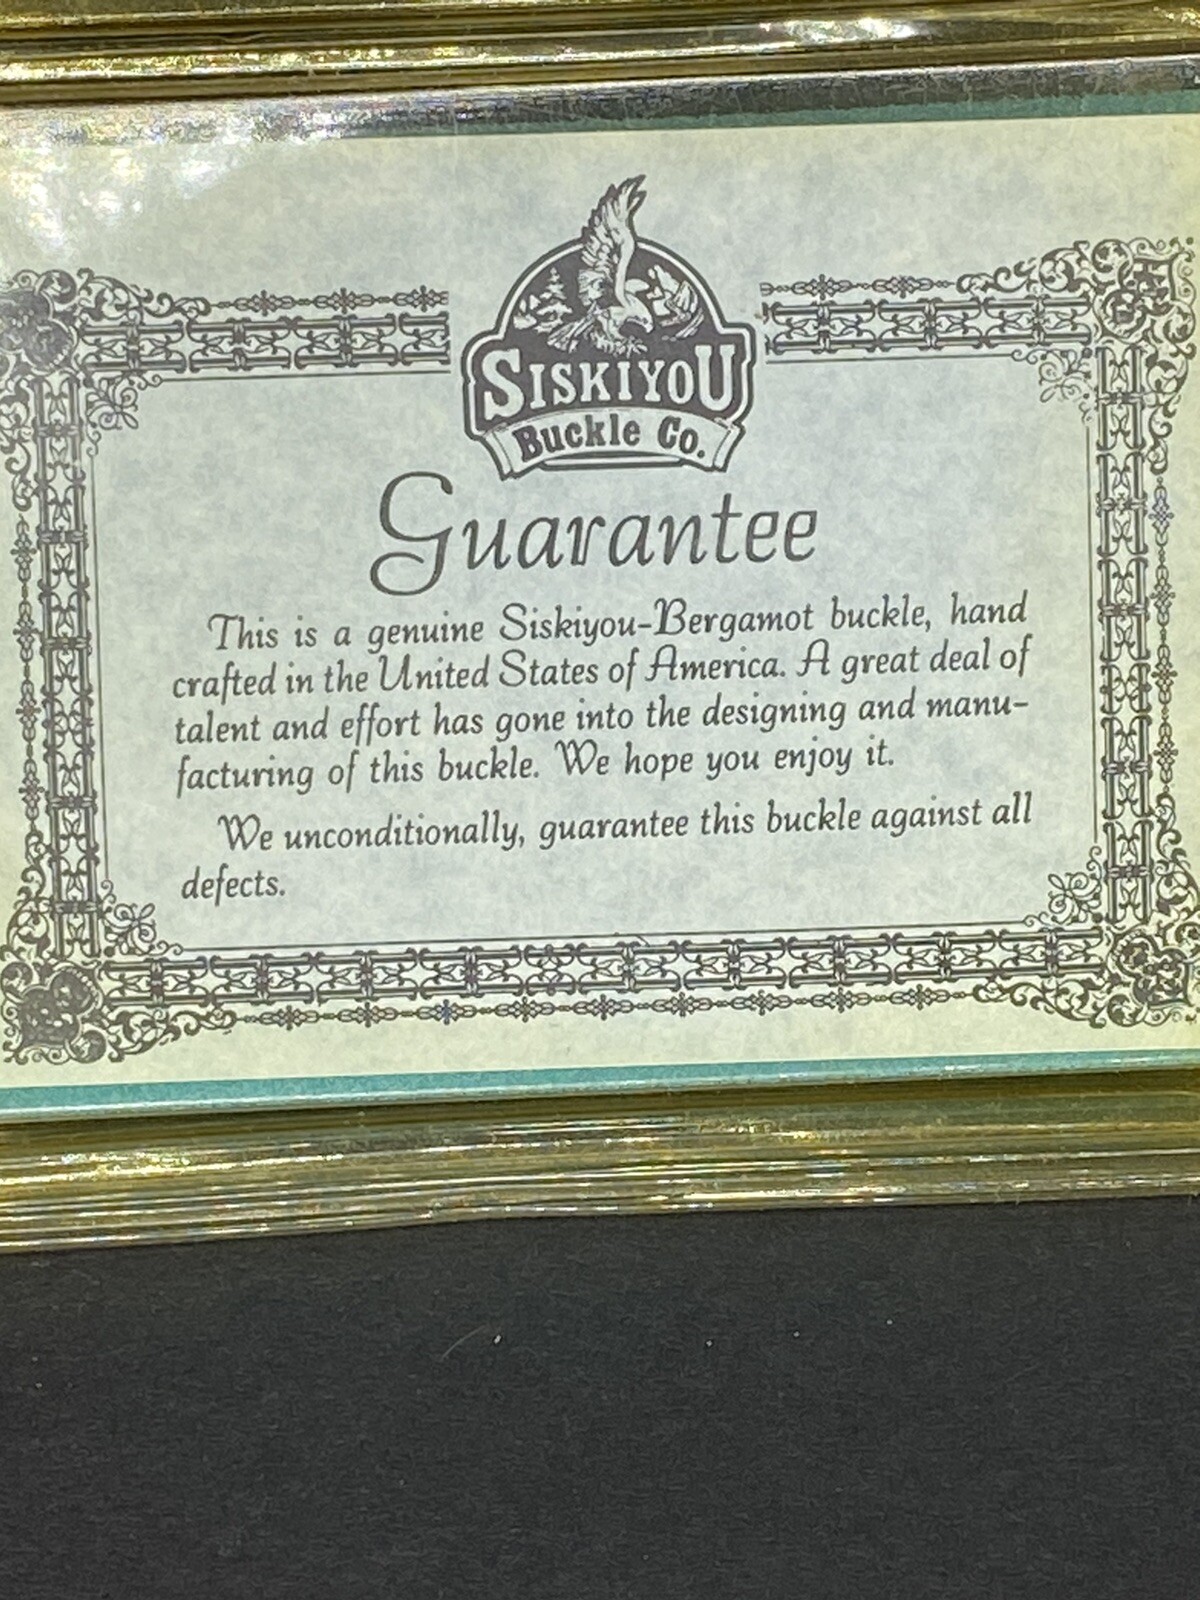 SISKIYOU
Buckle Co.
Guarantee
This is a genuine Siskiyou-Bergamot buckle, hand
crafted in the United States of America. A great deal of
talent and effort has gone into the designing and manu-
facturing of this buckle. We hope you enjoy it.
We unconditionally, guarantee this buckle against all
defects.